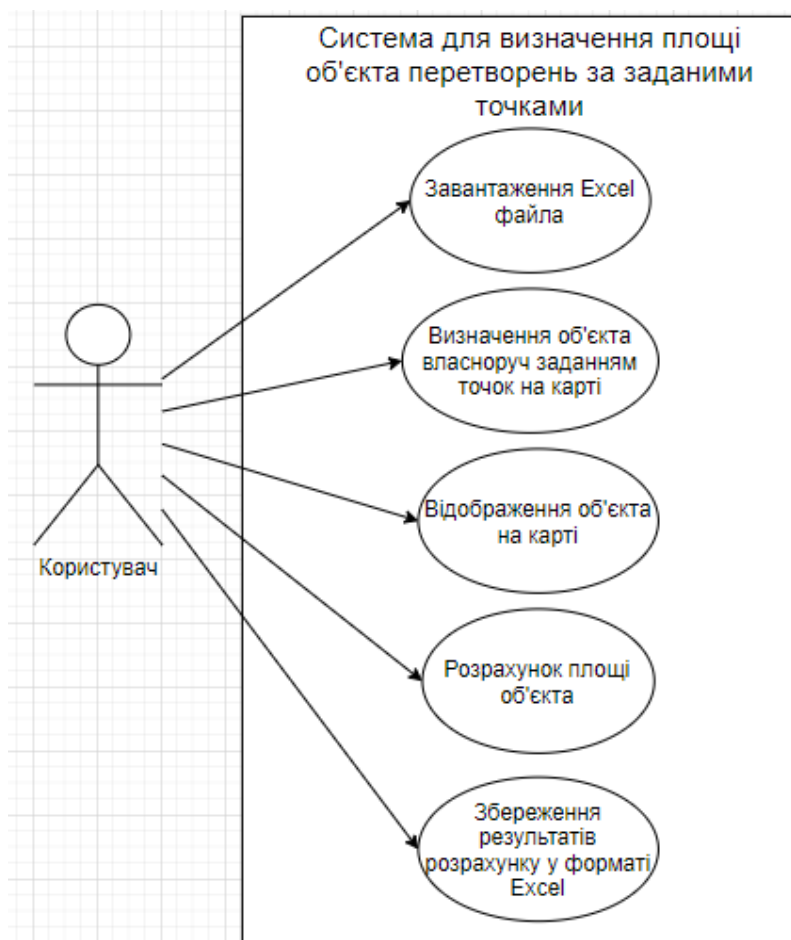 Система для визначення площі
об'єкта перетворень за заданими
точками
Завантаження Excel
файла
Визначення об'єкта
власноруч заданням
точок на карті
Відображення об'єкта
на карті
Користувач
Розрахунок площі
об'єкта
Збереження
результатів
розрахунку у форматі
Excel